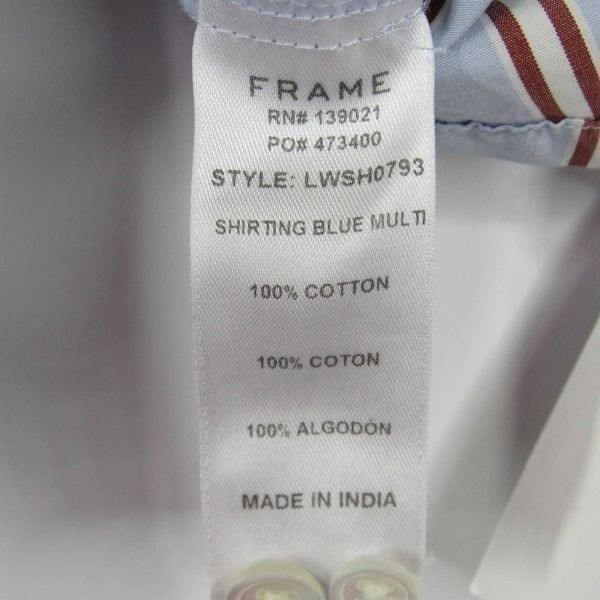 FRAME
RN# 139021
PO# 473400
STYLE: LWSH0793
SHIRTING BLUE MULTI
100% COTTON
100% COTON
100% ALGODÓN
MADE IN INDIA